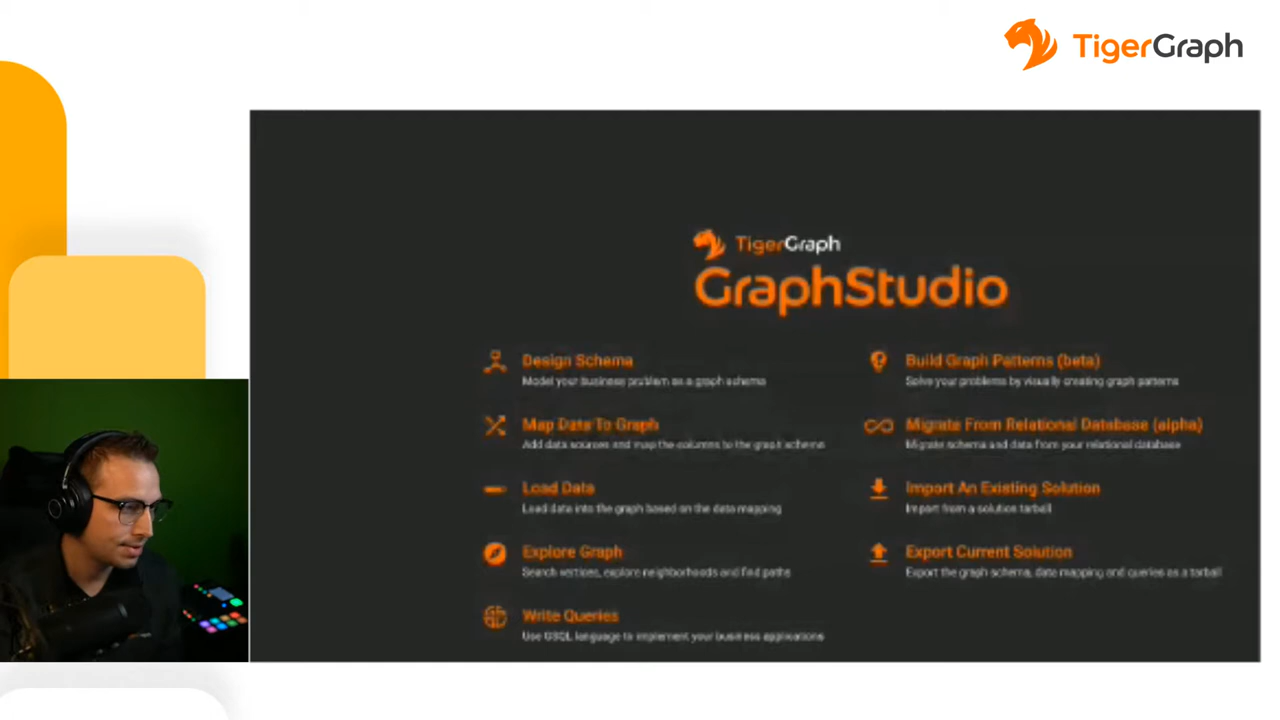 TigerGraph
TigerGraph
GraphStudio
Design Schema
Model your business problem as a graph schema
Map Data To Graph
Add data sources and map the columns to the graph schema
Load Data
Load data into the graph based on the data mapping
Explore Graph
Search vertices, explore neighborhoods and find paths
Write Queries
Use GSQL language to implement your business applications
Build Graph Patterns (beta)
Solve your problems by visually creating graph patterns
Migrate From Relational Database (alpha)
Migrate schema and data from your relational database
Import An Existing Solution
Import from a solution tarball
Export Current Solution
Export the graph schema, data mapping and queries as a tarball